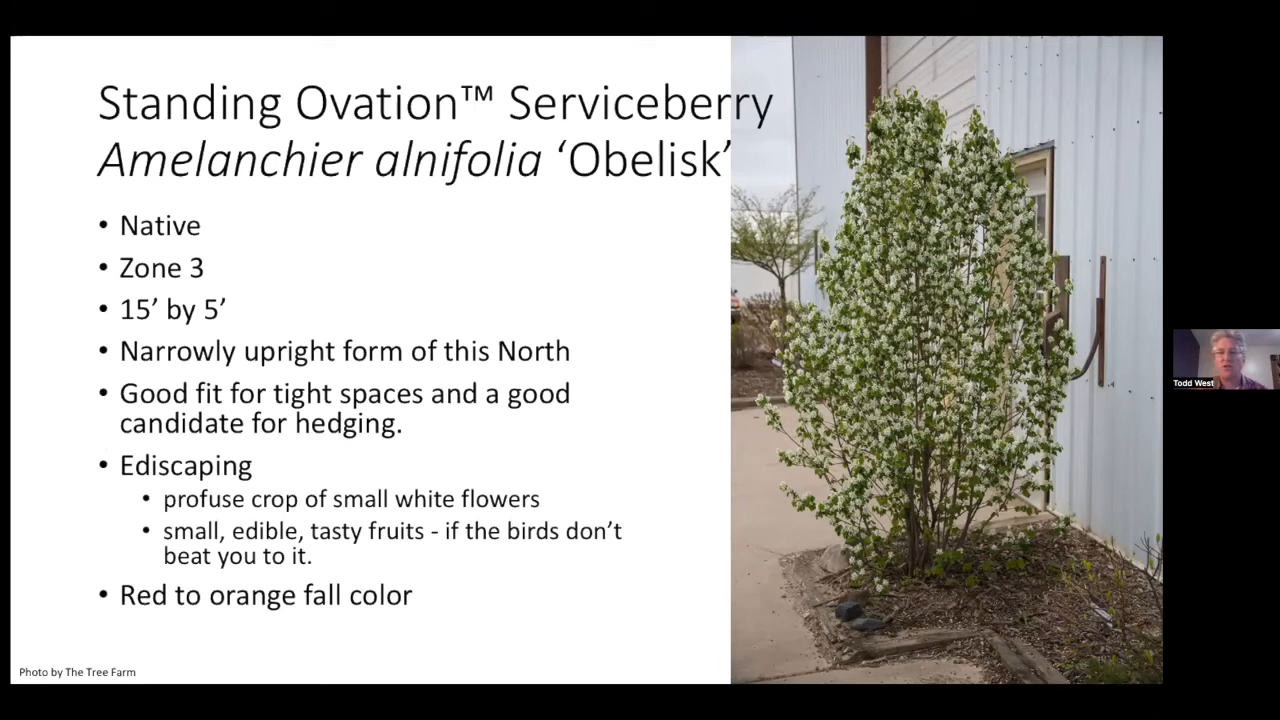 Standing Ovation™ Serviceberry
Amelanchier alnifolia ‘Obelisk’
• Native
• Zone 3
• 15’ by 5’
• Narrowly upright form of this North
• Good fit for tight spaces and a good
candidate for hedging.
• Ediscaping
• profuse crop of small white flowers
• small, edible, tasty fruits - if the birds don’t
beat you to it.
• Red to orange fall color
Photo by The Tree Farm
Todd West